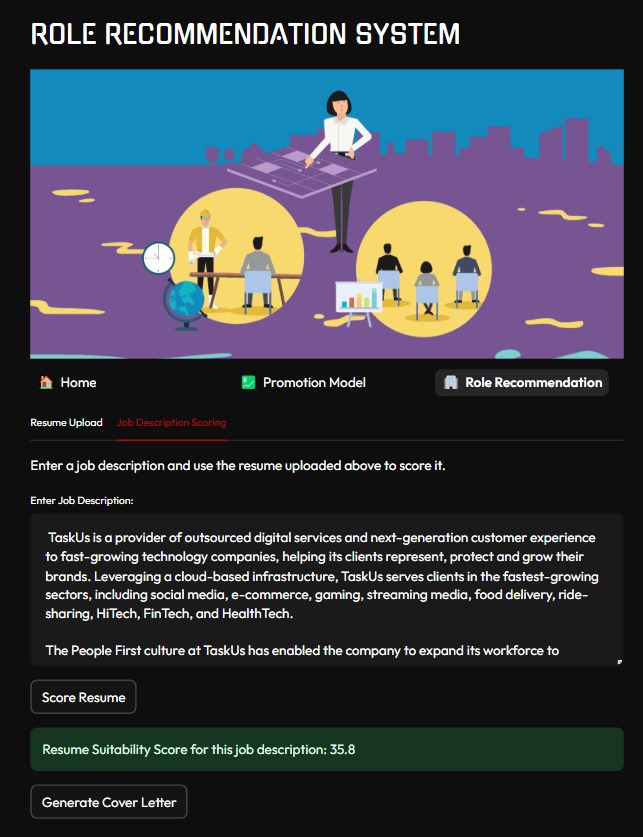 ROLE RECOMMENDATION SYSTEM
Home
Promotion Model
Role Recommendation
Resume Upload
Job Description Scoring
Enter a job description and use the resume uploaded above to score it.
Enter Job Description:
TaskUs is a provider of outsourced digital services and next-generation customer experience
to fast-growing technology companies, helping its clients represent, protect and grow their
brands. Leveraging a cloud-based infrastructure, TaskUs serves clients in the fastest-growing
sectors, including social media, e-commerce, gaming, streaming media, food delivery, ride-
sharing, HiTech, FinTech, and HealthTech.
The People First culture at TaskUs has enabled the company to expand its workforce to
Score Resume
Resume Suitability Score for this job description: 35.8
Generate Cover Letter